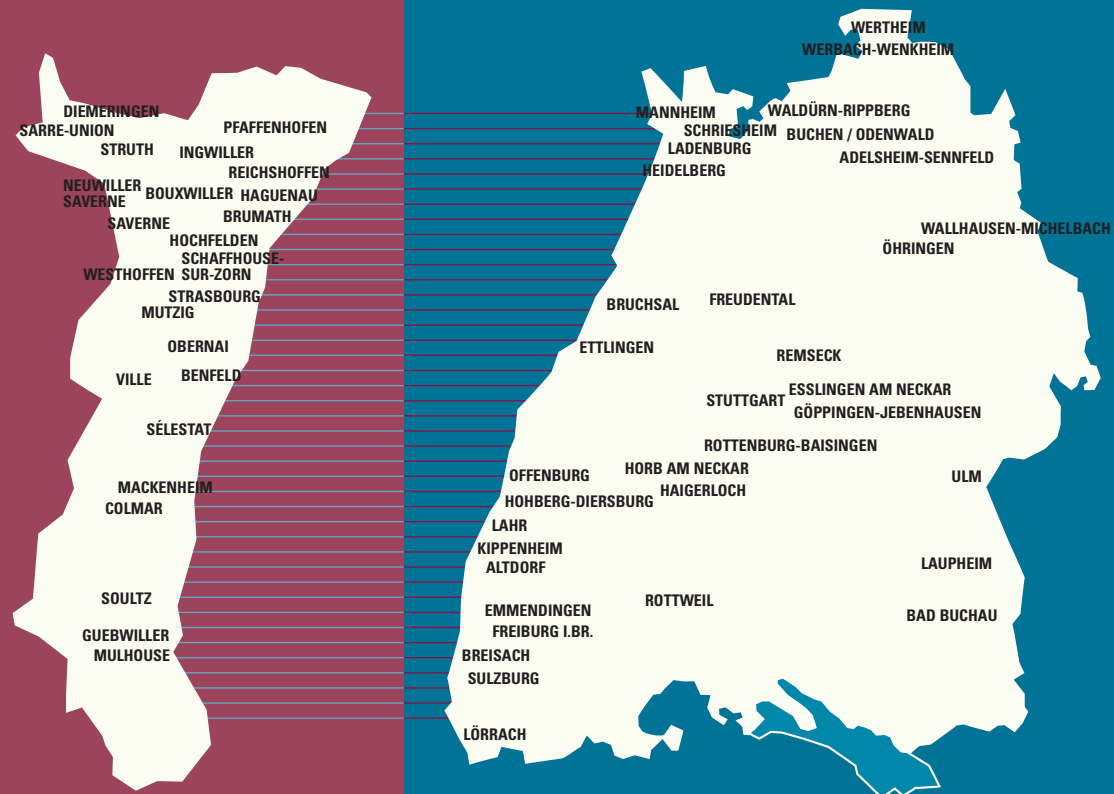 DIEMERINGEN
SARRE-UNION
PFAFFENHOFEN
STRUTH
INGWILLER
REICHSHOFFEN
NEUWILLER
SAVERNE
BOUXWILLER
HAGUENAU
BRUMATH
SAVERNE
HOCHFELDEN
SCHAFFHOUSE-
SUR-ZORN
WESTHOFFEN
STRASBOURG
MUTZIG
OBERNAI
BENFELD
VILLE
SÉLESTAT
MACKENHEIM
COLMAR
SOULTZ
GUEBWILLER
MULHOUSE
WERTHEIM
WERBACH-WENKHEIM
MANNHEIM
WALDÜRN-RIPPBERG
SCHRIESHEIM
BUCHEN / ODENWALD
LADENBURG
ADELSHEIM-SENNFELD
HEIDELBERG
WALLHAUSEN-MICHELBACH
ÖHRINGEN
BRUCHSAL
FREUDENTAL
ETTLINGEN
REMSECK
ESSLINGEN AM NECKAR
STUTTGART
GÖPPINGEN-JEBENHAUSEN
ROTTENBURG-BAISINGEN
HORB AM NECKAR
OFFENBURG
ULM
HAIGERLOCH
HOHBERG-DIERSBURG
LAHR
KIPPENHEIM
ALTDORF
LAUPHEIM
ROTTWEIL
EMMENDINGEN
BAD BUCHAU
FREIBURG I.BR.
BREISACH
SULZBURG
LÖRRACH